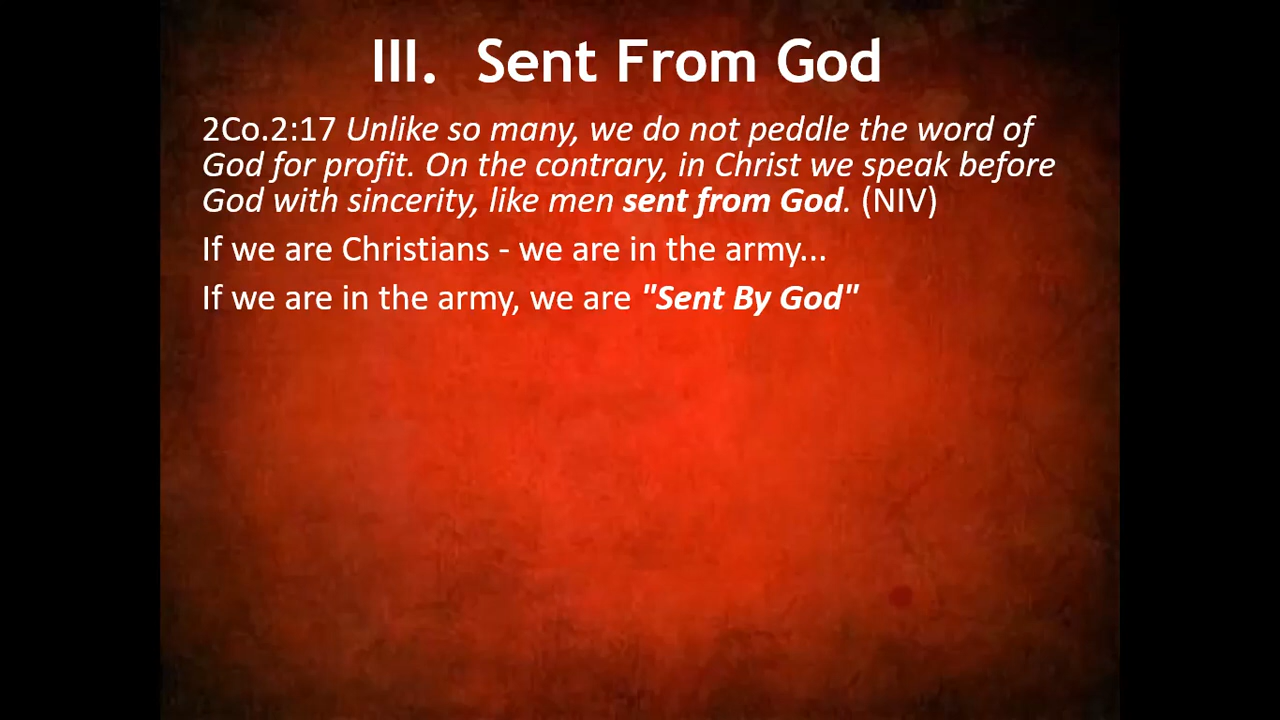 III. Sent From God
2Co.2:17 Unlike so many, we do not peddle the word of
God for profit. On the contrary, in Christ we speak before
God with sincerity, like men sent from God. (NIV)
If we are Christians - we are in the army...
If we are in the army, we are "Sent By God"